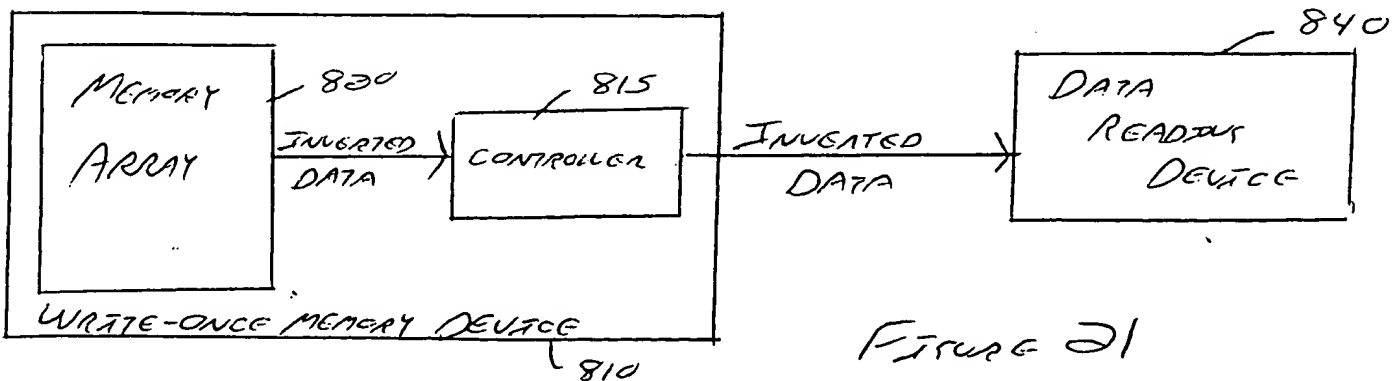 840
MEMORY
ARRAY
820
INVERTED
DATA
815
CONTROLLER
INVERTED
DATA
DATA
READING
DEVICE
WRITE-ONCE MEMORY DEVICE
810
FIGURE 21